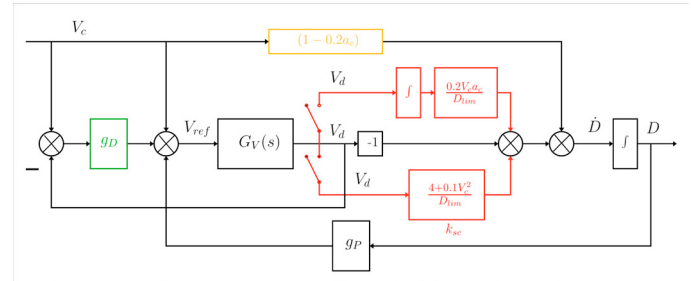 V_c
(1 − 0.2a_c)
V_d
∫
0.2V_c a_c / D_lim
g_D
V_ref
G_V(s)
V_d
-1
Ḋ
∫
D
−
V_d
4+0.1V_c^2 / D_lim
k_sc
g_P